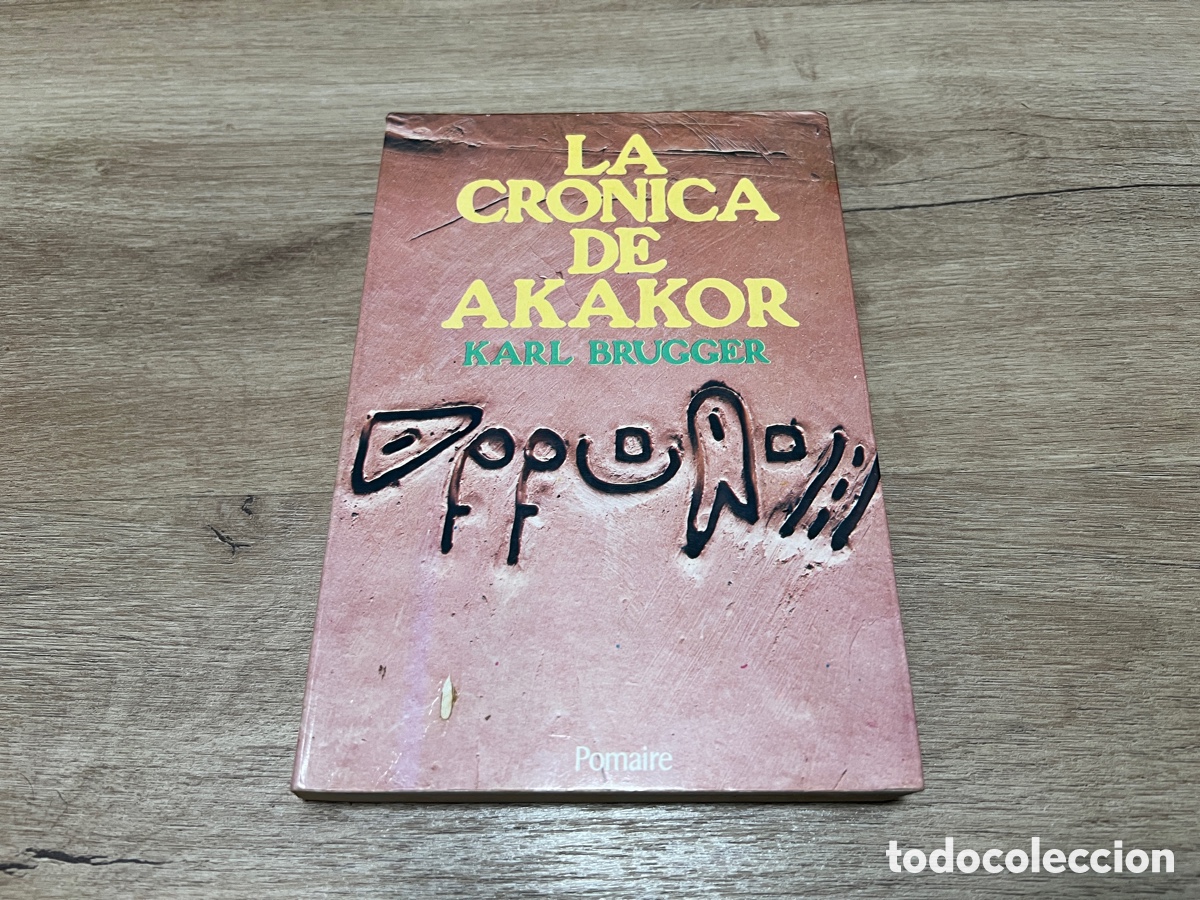 LA
CRONICA
DE
AKAKOR
KARL BRUGGER
Pomaire
todocoleccion